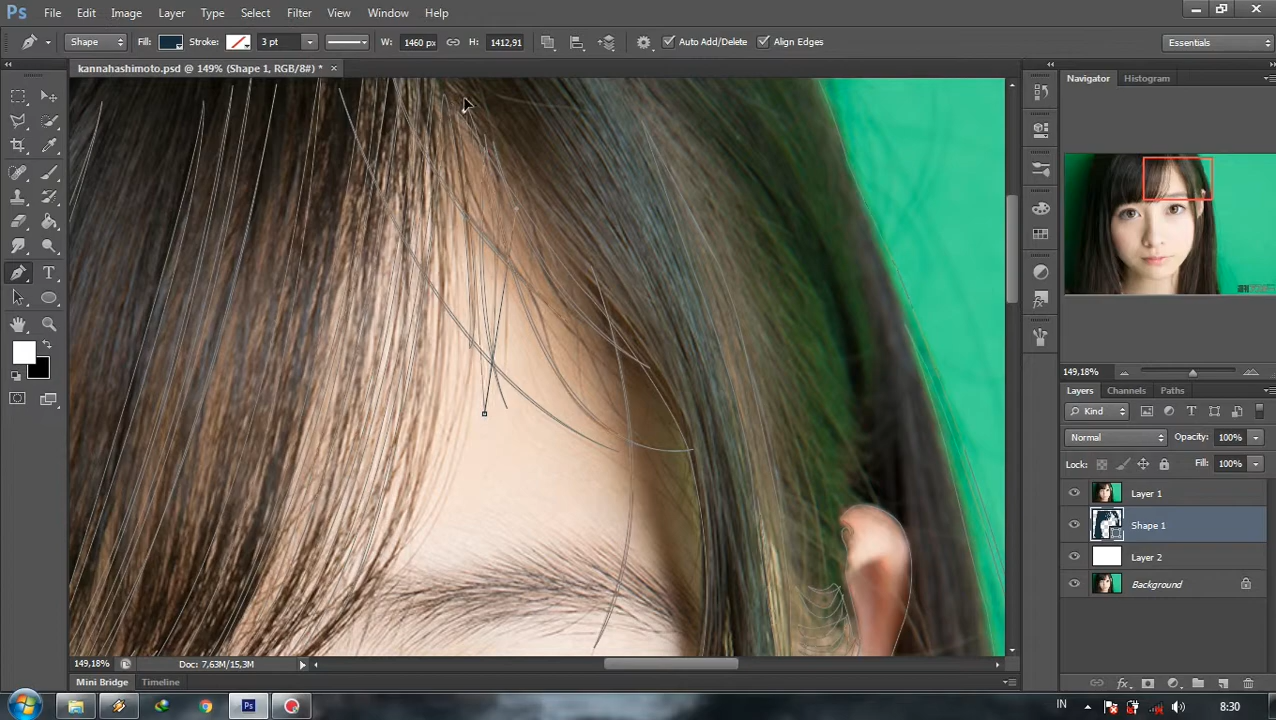 Ps File Edit Image Layer Type Select Filter View Window Help
Shape Fill: Stroke: 3 pt W: 1460 px H: 1412,91 Auto Add/Delete Align Edges Essentials
kannahashimoto.psd @ 149% (Shape 1, RGB/8#) *
Navigator Histogram
149,18%
Layers Channels Paths
Kind
Normal Opacity: 100%
Lock: Fill: 100%
Layer 1
Shape 1
Layer 2
Background
149,18% Doc: 7,63M/15,3M
Mini Bridge Timeline
Ps IN 8:30